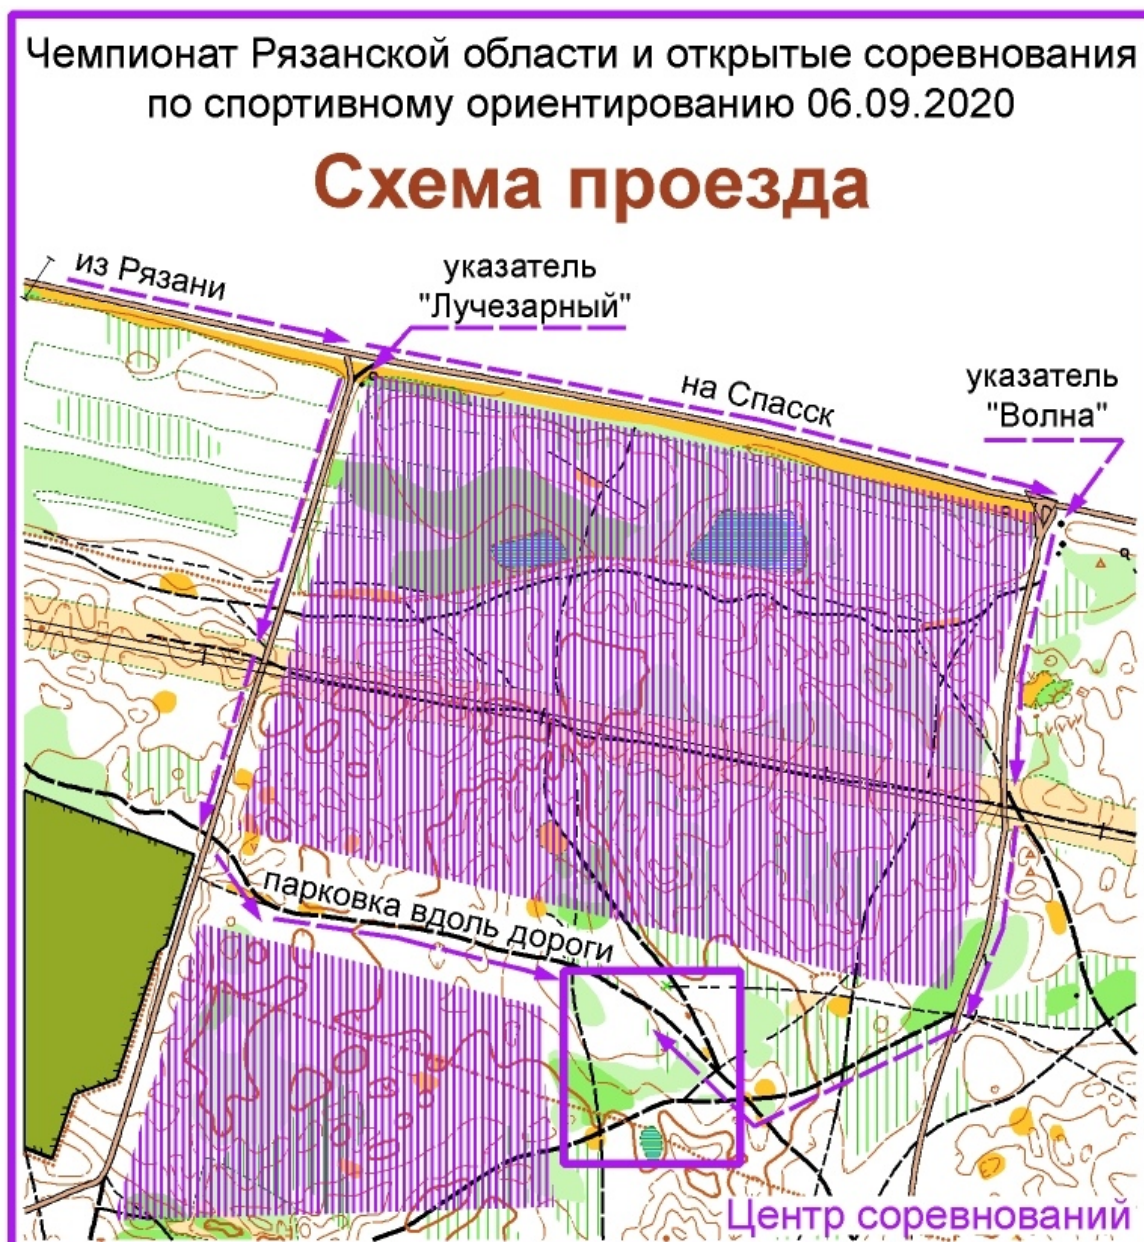 Чемпионат Рязанской области и открытые соревнования
по спортивному ориентированию 06.09.2020
Схема проезда
из Рязани
указатель
"Лучезарный"
на Спасск
указатель
"Волна"
парковка вдоль дороги
Центр соревнований